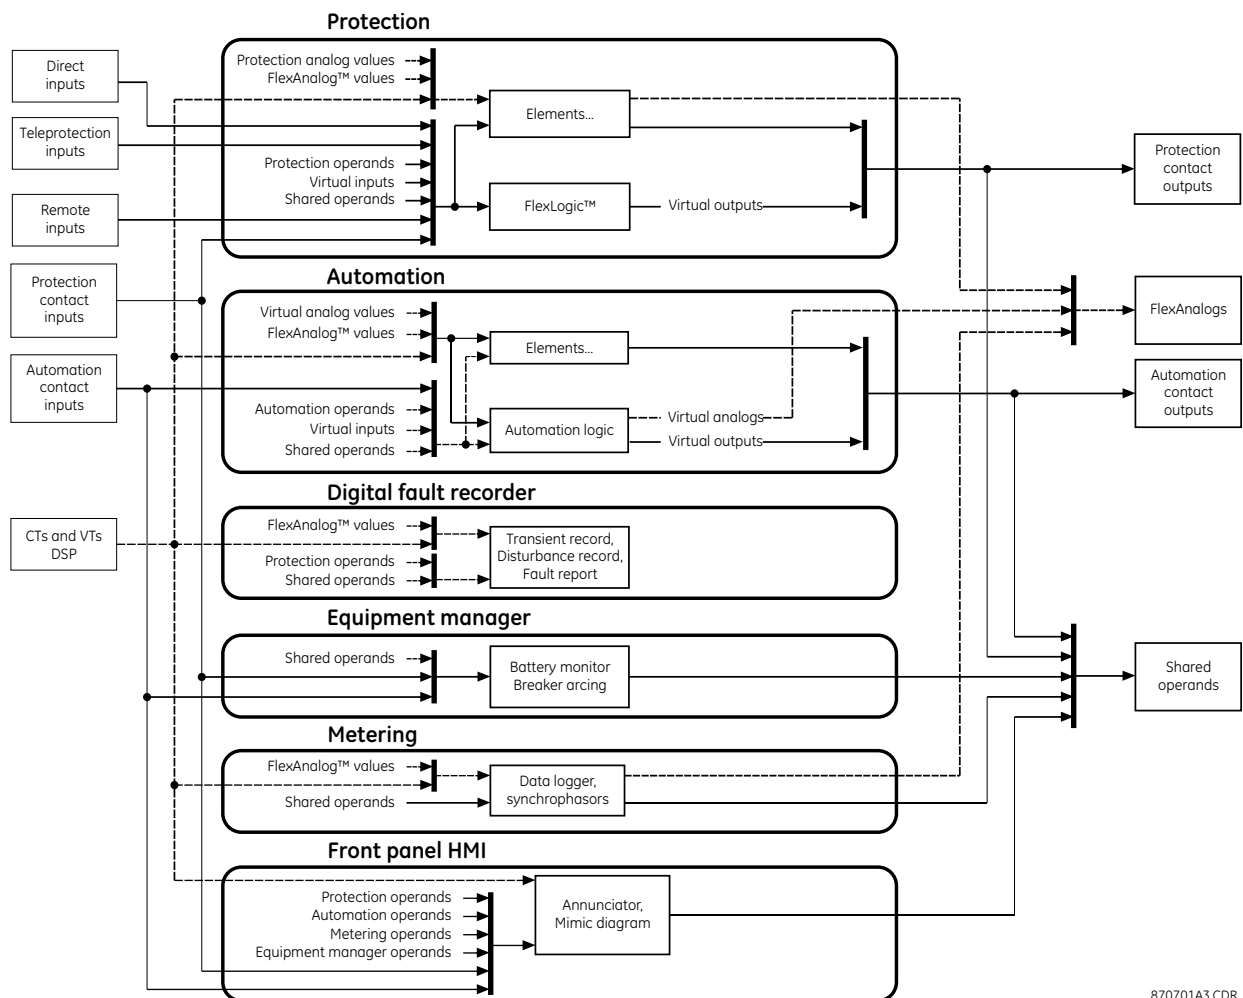 Protection
Direct
inputs
Teleprotection
inputs
Remote
inputs
Protection
contact
inputs
Automation
contact
inputs
CTs and VTs
DSP
Protection analog values
FlexAnalog™ values
Protection operands
Virtual inputs
Shared operands
Elements...
FlexLogic™
Virtual outputs
Automation
Virtual analog values
FlexAnalog™ values
Automation operands
Virtual inputs
Shared operands
Elements...
Automation logic
Virtual analogs
Virtual outputs
Digital fault recorder
FlexAnalog™ values
Protection operands
Shared operands
Transient record,
Disturbance record,
Fault report
Equipment manager
Shared operands
Battery monitor
Breaker arcing
Metering
FlexAnalog™ values
Shared operands
Data logger,
synchrophasors
Front panel HMI
Protection operands
Automation operands
Metering operands
Equipment manager operands
Annunciator,
Mimic diagram
Protection
contact
outputs
FlexAnalogs
Automation
contact
outputs
Shared
operands
870701A3.CDR